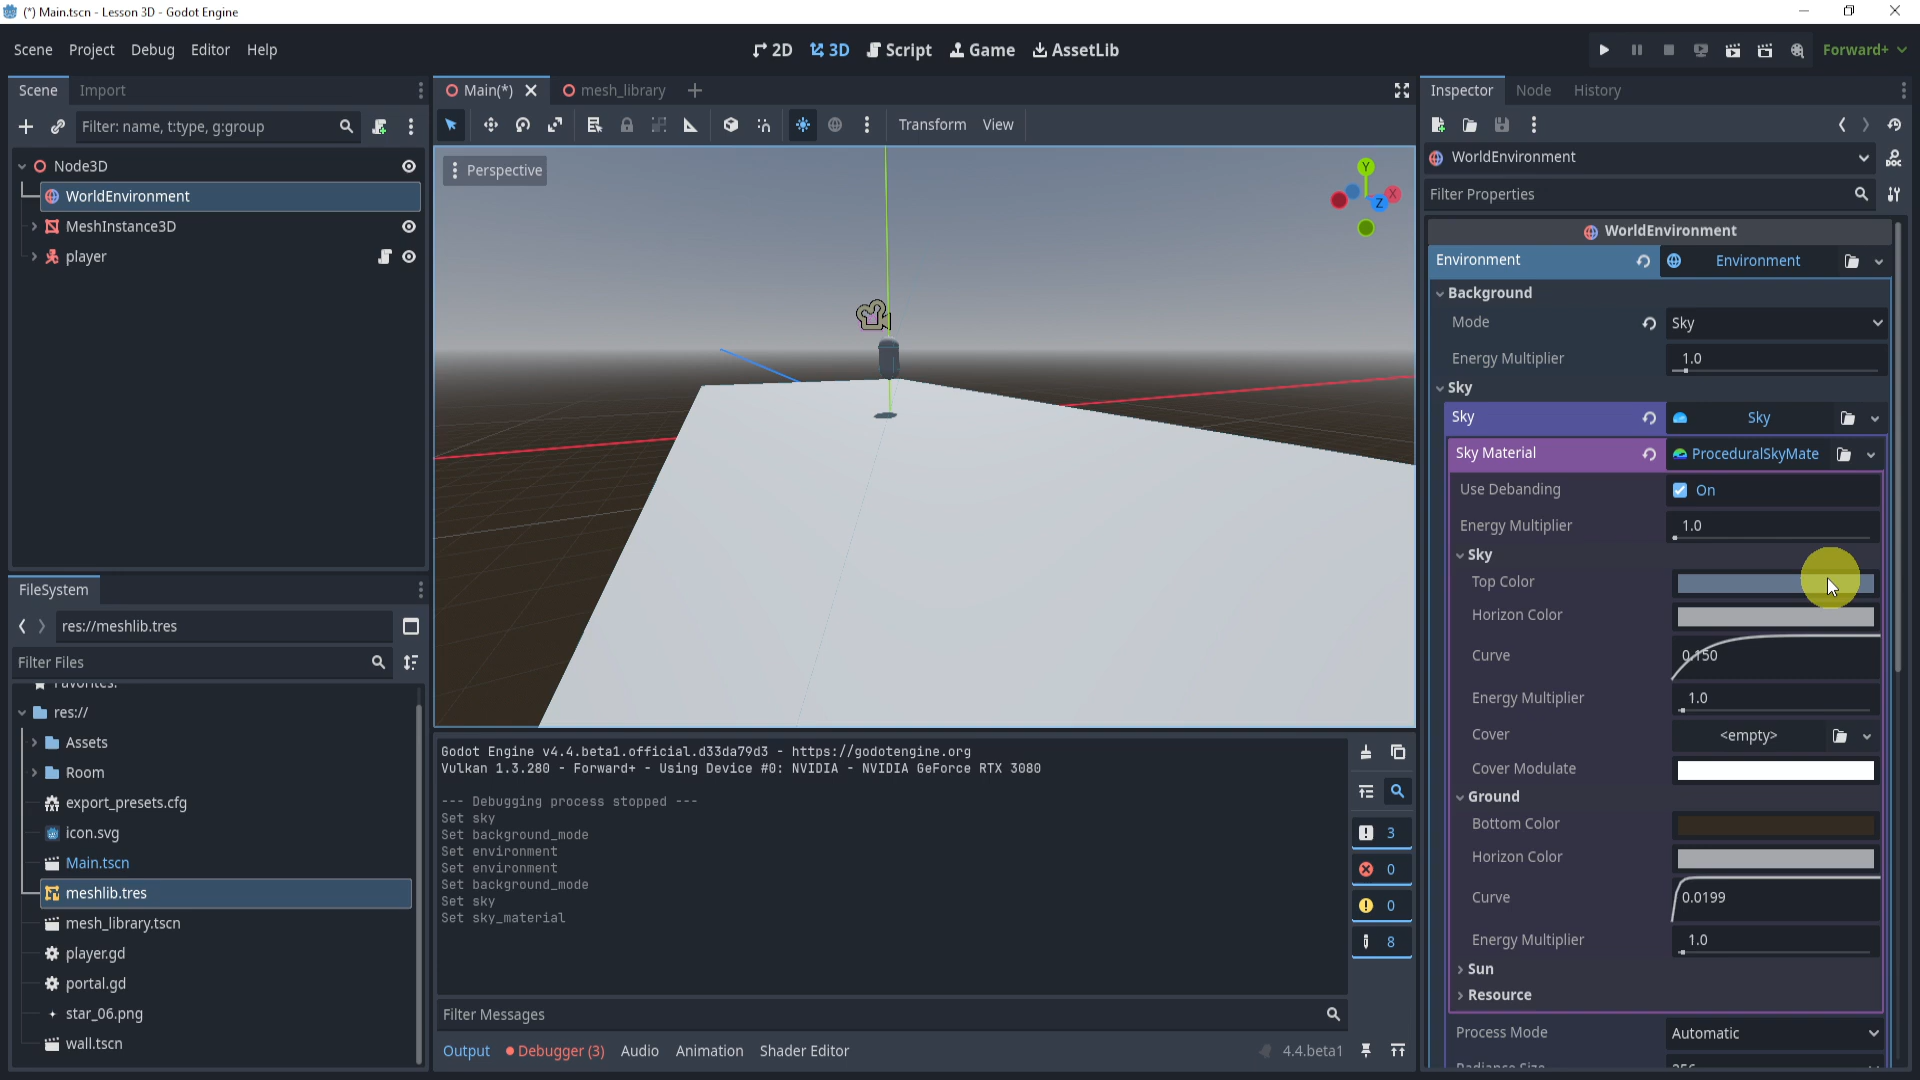 (*) Main.tscn - Lesson 3D - Godot Engine
Scene Project Debug Editor Help
2D 3D Script Game AssetLib
Forward+
Scene Import
Filter: name, t:type, g:group
Node3D
WorldEnvironment
MeshInstance3D
player
FileSystem
res://meshlib.tres
Filter Files
Favorites:
res://
Assets
Room
export_presets.cfg
icon.svg
Main.tscn
meshlib.tres
mesh_library.tscn
player.gd
portal.gd
star_06.png
wall.tscn
Main(*) mesh_library
Transform View
Perspective
Y
X
Z
Godot Engine v4.4.beta1.official.d33da79d3 - https://godotengine.org
Vulkan 1.3.280 - Forward+ - Using Device #0: NVIDIA - NVIDIA GeForce RTX 3080
--- Debugging process stopped ---
Set sky
Set background_mode
Set environment
Set environment
Set background_mode
Set sky
Set sky_material
3
0
0
8
Filter Messages
Output Debugger (3) Audio Animation Shader Editor 4.4.beta1
Inspector Node History
WorldEnvironment
Filter Properties
WorldEnvironment
Environment Environment
Background
Mode Sky
Energy Multiplier 1.0
Sky
Sky Sky
Sky Material ProceduralSkyMate
Use Debanding On
Energy Multiplier 1.0
Sky
Top Color
Horizon Color
Curve 0.150
Energy Multiplier 1.0
Cover <empty>
Cover Modulate
Ground
Bottom Color
Horizon Color
Curve 0.0199
Energy Multiplier 1.0
Sun
Resource
Process Mode Automatic
Radiance Size 256